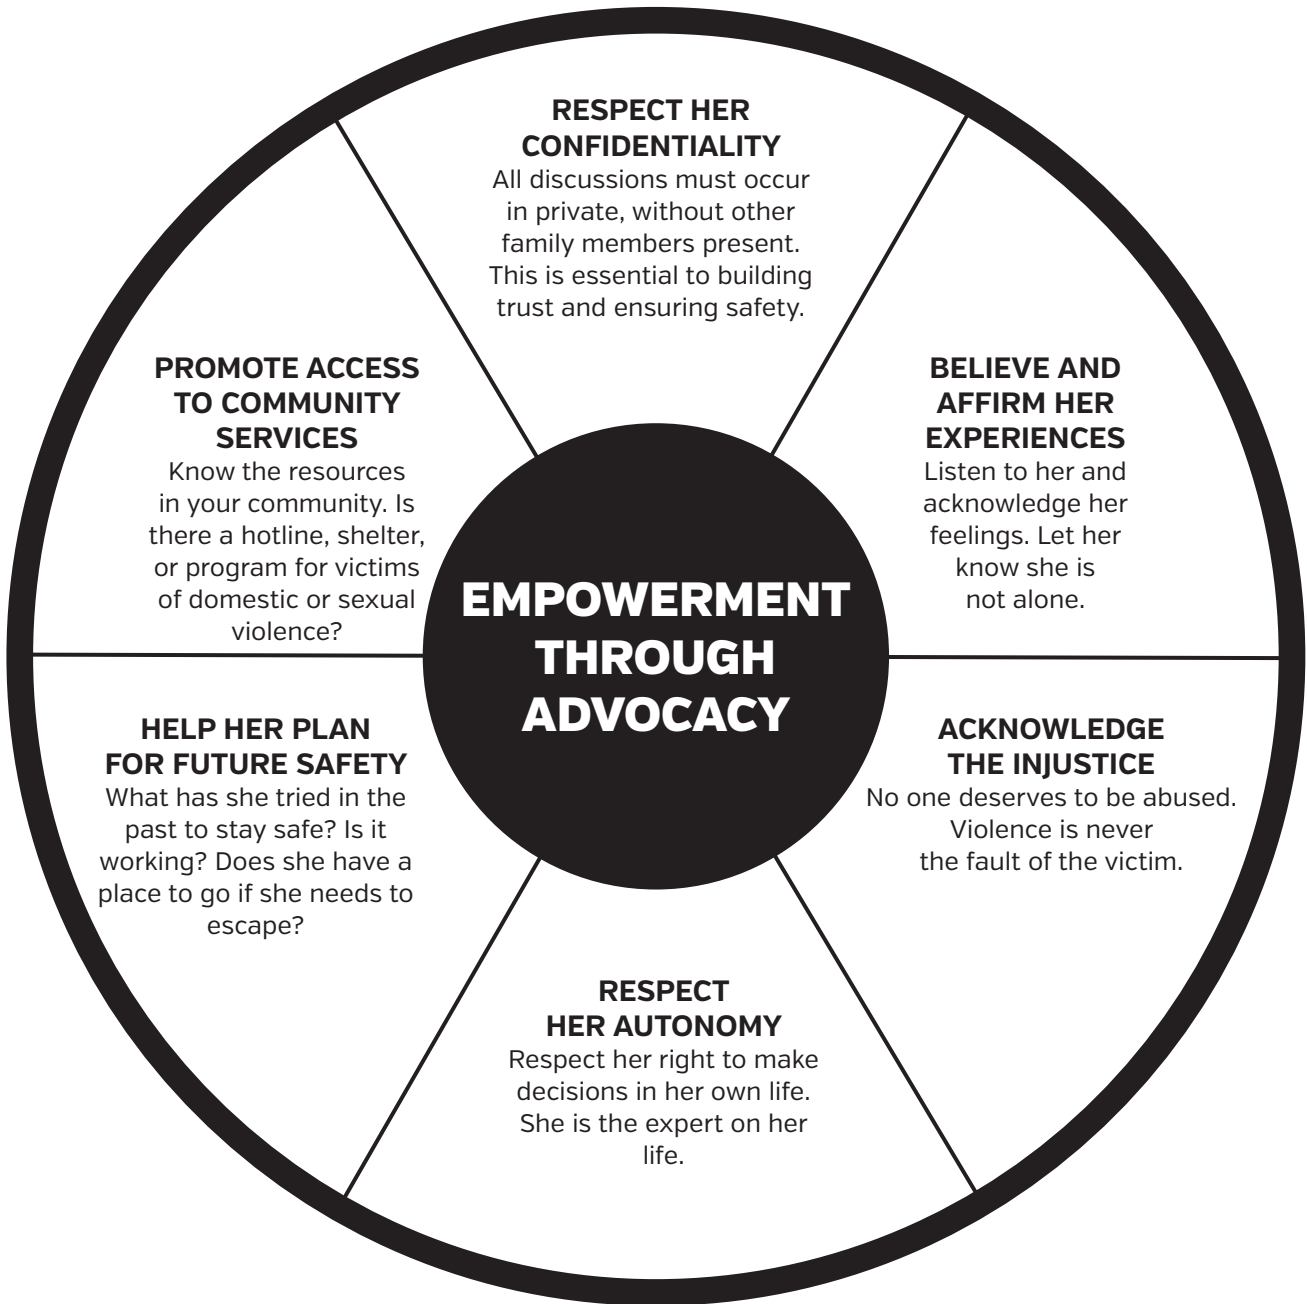 RESPECT HER
CONFIDENTIALITY
All discussions must occur
in private, without other
family members present.
This is essential to building
trust and ensuring safety.
BELIEVE AND
AFFIRM HER
EXPERIENCES
Listen to her and
acknowledge her
feelings. Let her
know she is
not alone.
ACKNOWLEDGE
THE INJUSTICE
No one deserves to be abused.
Violence is never
the fault of the victim.
RESPECT
HER AUTONOMY
Respect her right to make
decisions in her own life.
She is the expert on her
life.
HELP HER PLAN
FOR FUTURE SAFETY
What has she tried in the
past to stay safe? Is it
working? Does she have a
place to go if she needs to
escape?
PROMOTE ACCESS
TO COMMUNITY
SERVICES
Know the resources
in your community. Is
there a hotline, shelter,
or program for victims
of domestic or sexual
violence?
EMPOWERMENT
THROUGH
ADVOCACY